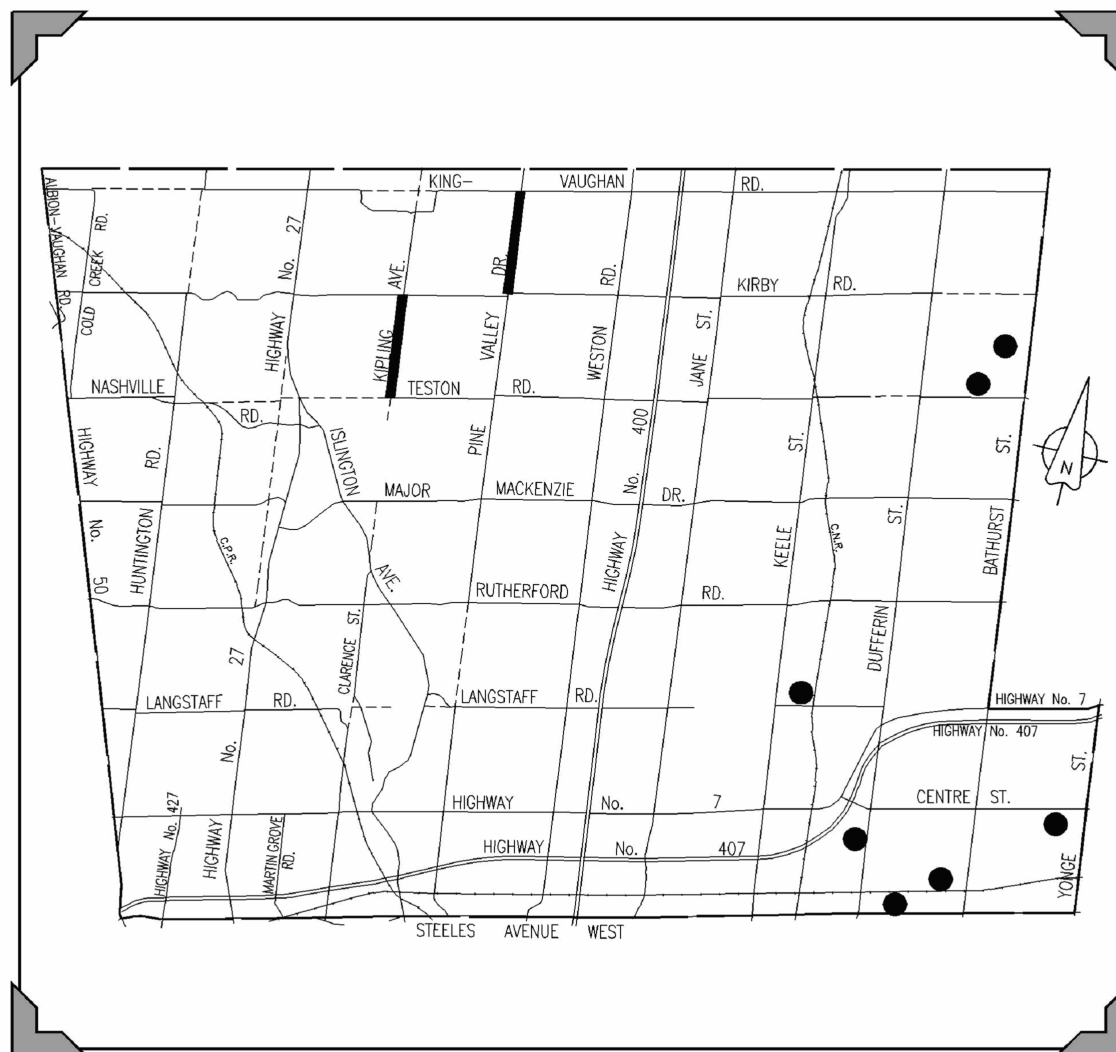 KING- VAUGHAN RD.
ALBION-VAUGHAN RD.
COLD CREEK RD.
HIGHWAY No. 27
KIPLING AVE.
PINE VALLEY DR.
WESTON RD.
KIRBY RD.
JANE ST.
NASHVILLE RD.
TESTON RD.
HIGHWAY No. 50
HUNTINGTON RD.
ISLINGTON AVE.
HIGHWAY No. 400
MAJOR MACKENZIE DR.
KEELE ST.
C.N.R.
DUFFERIN ST.
BATHURST ST.
N
C.P.R.
RUTHERFORD RD.
CLARENCE ST.
LANGSTAFF RD.
LANGSTAFF RD.
HIGHWAY No. 7
HIGHWAY No. 407
HIGHWAY No. 27
HIGHWAY No. 7
CENTRE ST.
HIGHWAY No. 427
MARTIN GROVE RD.
HIGHWAY No. 407
YONGE ST.
STEELES AVENUE WEST